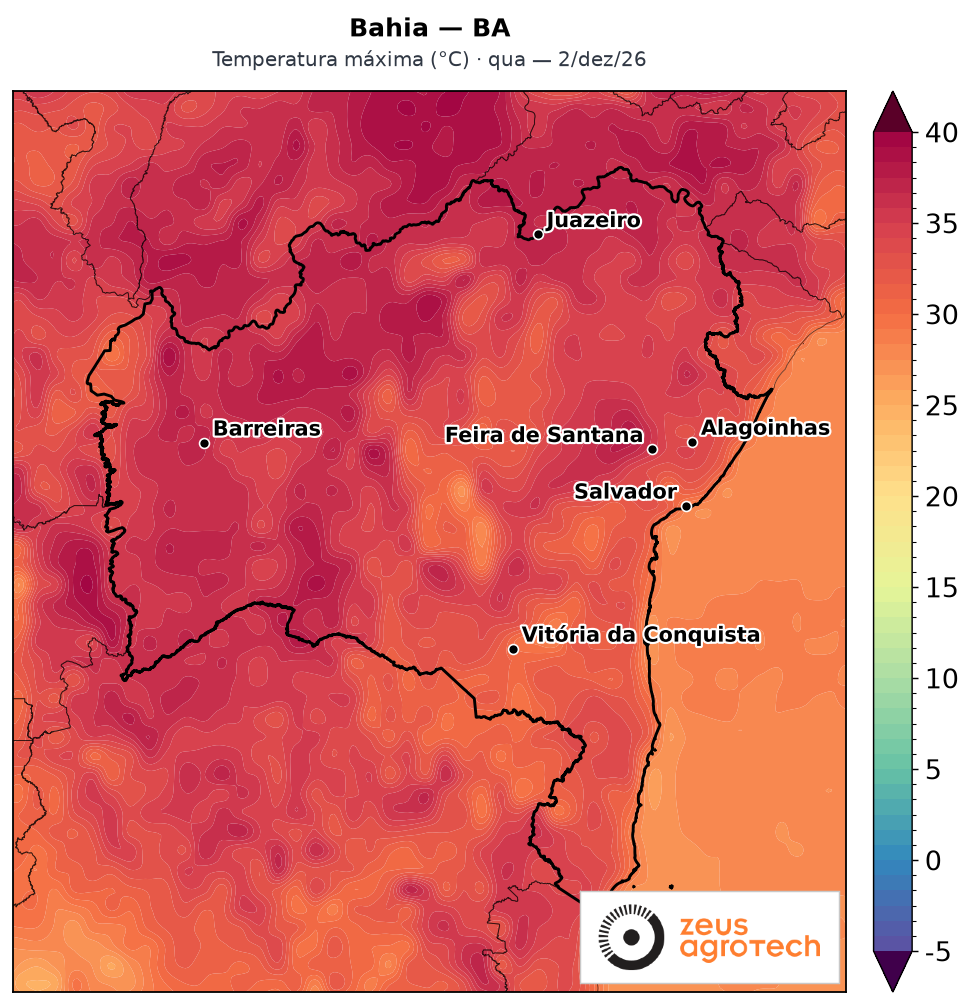 Bahia — BA
Temperatura máxima (°C) · qua — 2/dez/26
Juazeiro
Barreiras
Feira de Santana
Alagoinhas
Salvador
Vitória da Conquista
40
35
30
25
20
15
10
5
0
-5
zeus
agrotech